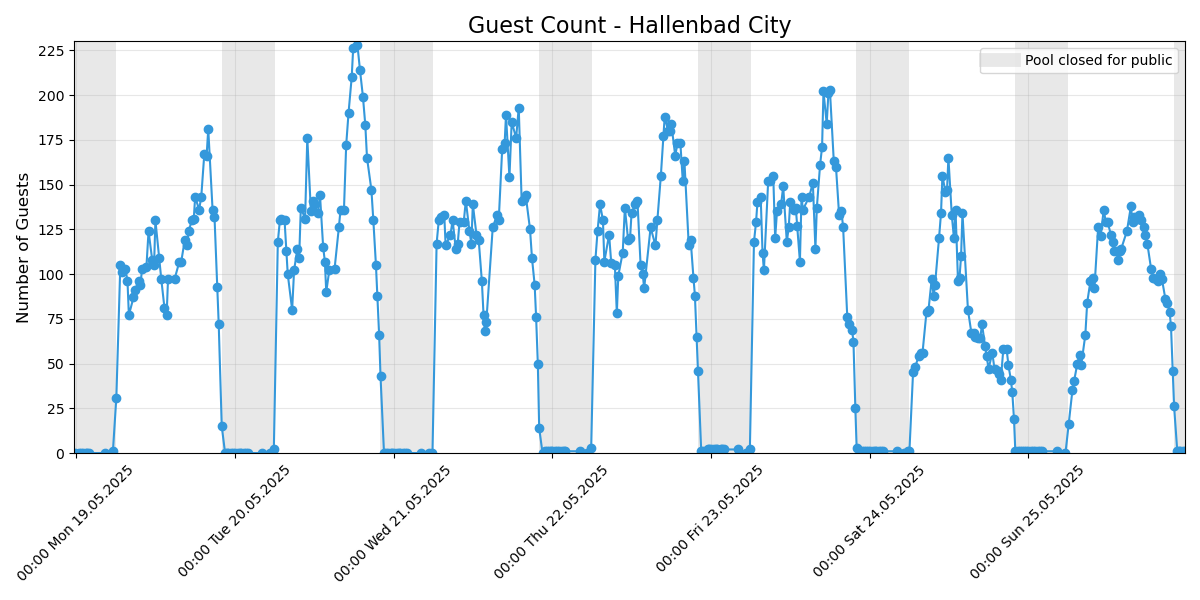 Guest Count - Hallenbad City
Pool closed for public
Number of Guests
225
200
175
150
125
100
75
50
25
0
00:00 Mon 19.05.2025
00:00 Tue 20.05.2025
00:00 Wed 21.05.2025
00:00 Thu 22.05.2025
00:00 Fri 23.05.2025
00:00 Sat 24.05.2025
00:00 Sun 25.05.2025